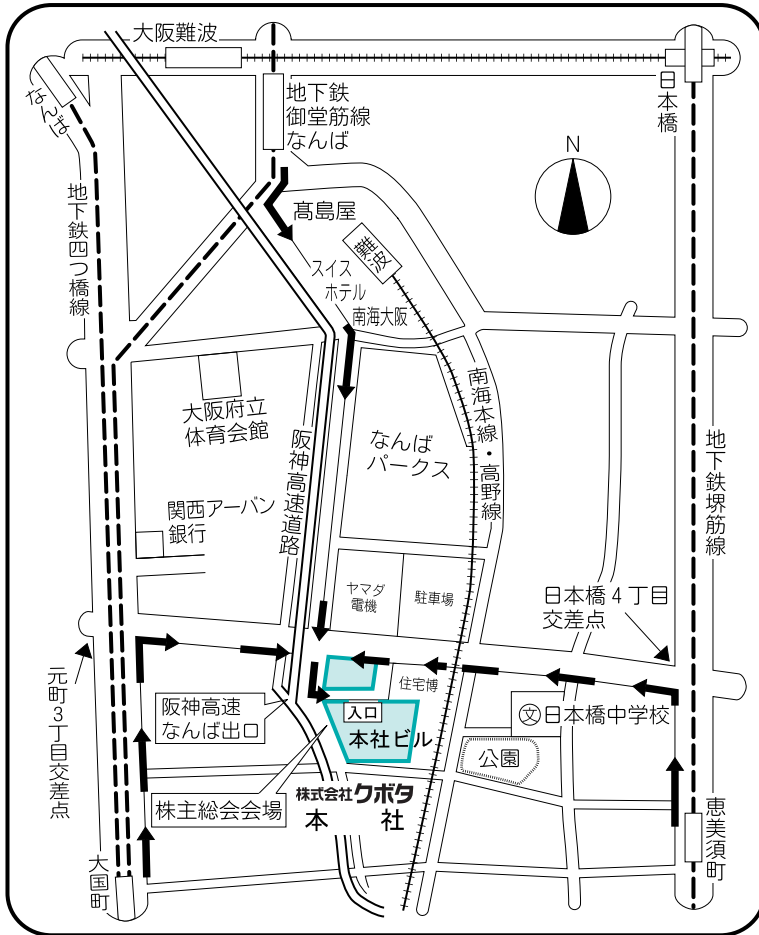 大阪難波
なんば
地下鉄
御堂筋線
なんば
日本橋
N
地下鉄四つ橋線
髙島屋
難波
スイス
ホテル
南海大阪
大阪府立
体育会館
阪神高速道路
なんば
パークス
南海本線・高野線
地下鉄堺筋線
関西アーバン
銀行
ヤマダ
電機
駐車場
日本橋4丁目
交差点
元町3丁目交差点
阪神高速
なんば出口
住宅博
入口
本社ビル
文日本橋中学校
公園
株主総会会場
株式会社クボタ
本 社
大国町
恵美須町